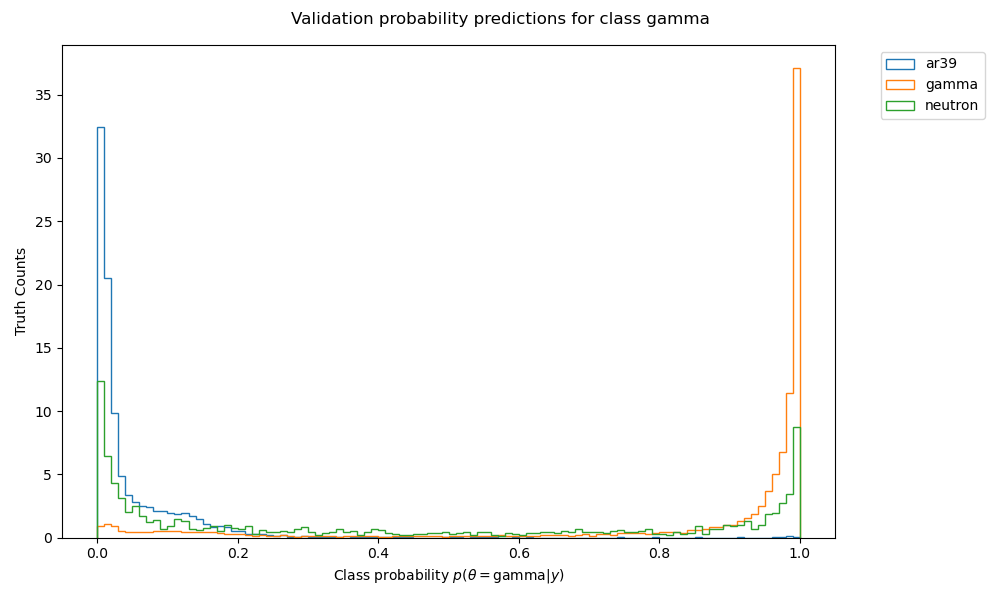 Validation probability predictions for class gamma
ar39
gamma
neutron
Truth Counts
35
30
25
20
15
10
5
0
0.0 0.2 0.4 0.6 0.8 1.0
Class probability p(θ = gamma|y)